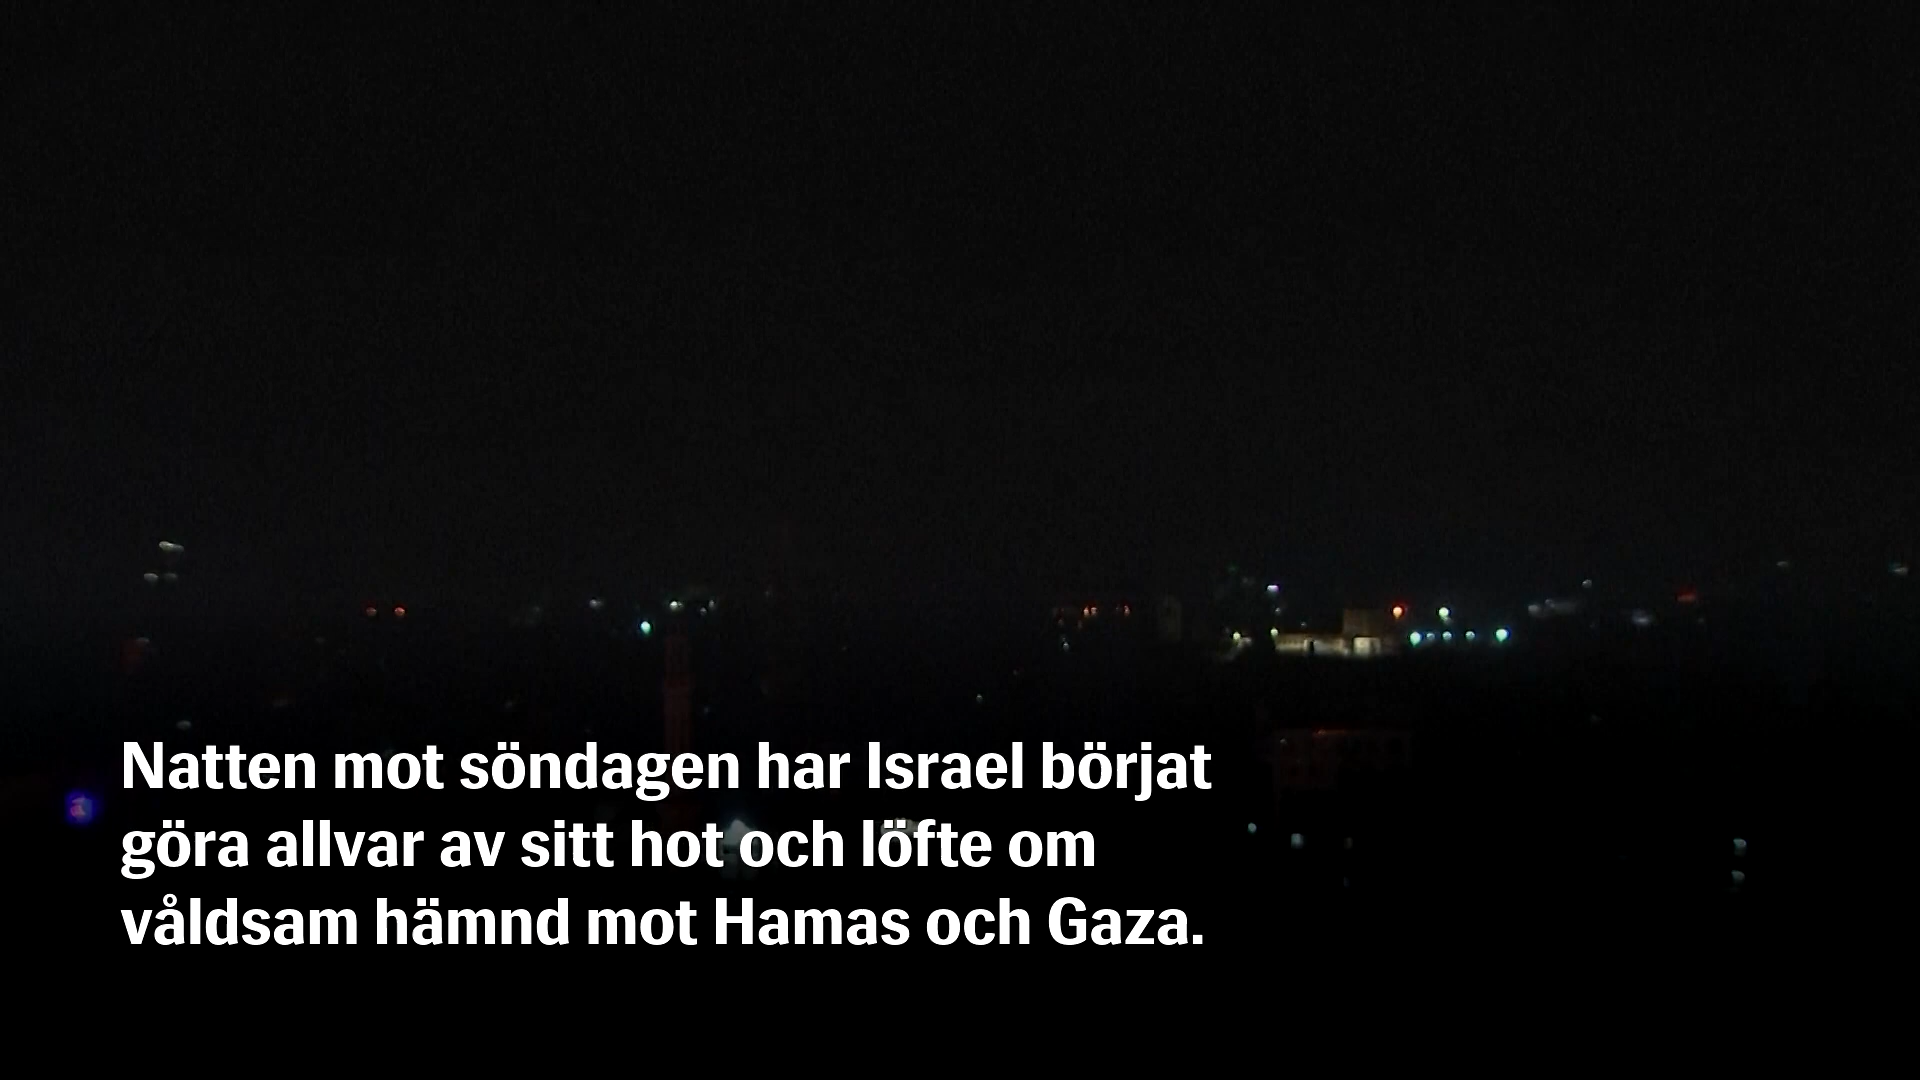 Natten mot söndagen har Israel börjat
göra allvar av sitt hot och löfte om
våldsam hämnd mot Hamas och Gaza.